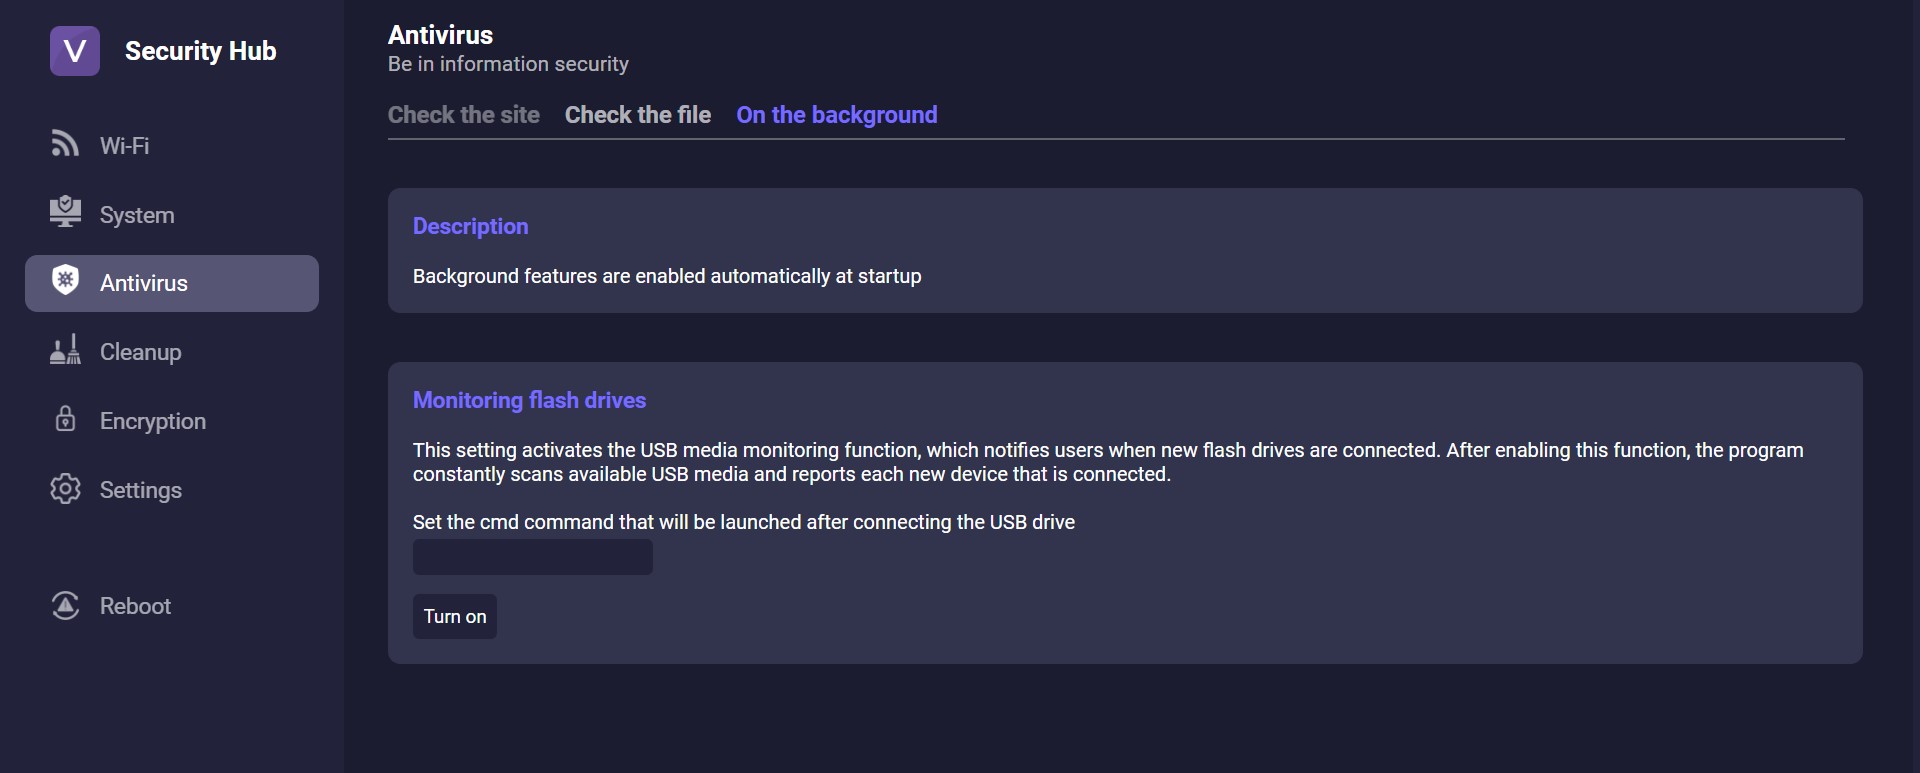 V
Security Hub
Wi-Fi
System
Antivirus
Cleanup
Encryption
Settings
Reboot
Antivirus
Be in information security
Check the site
Check the file
On the background
Description
Background features are enabled automatically at startup
Monitoring flash drives
This setting activates the USB media monitoring function, which notifies users when new flash drives are connected. After enabling this function, the program
constantly scans available USB media and reports each new device that is connected.
Set the cmd command that will be launched after connecting the USB drive
Turn on